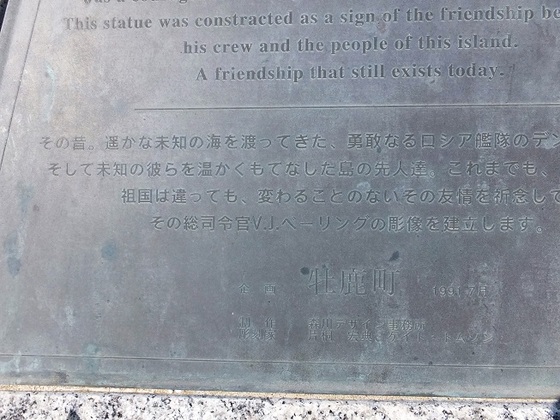 This statue was constracted as a sign of the friendship be
his crew and the people of this island.
A friendship that still exists today.
その昔。遥かな未知の海を渡ってきた、勇敢なるロシア艦隊のデン
そして未知の彼らを温かくもてなした島の先人達。これまでも、
祖国は違っても、変わることのないその友情を祈念して
その総司令官V.J.ベーリングの彫像を建立します。
企画 牡鹿町 1991.7月